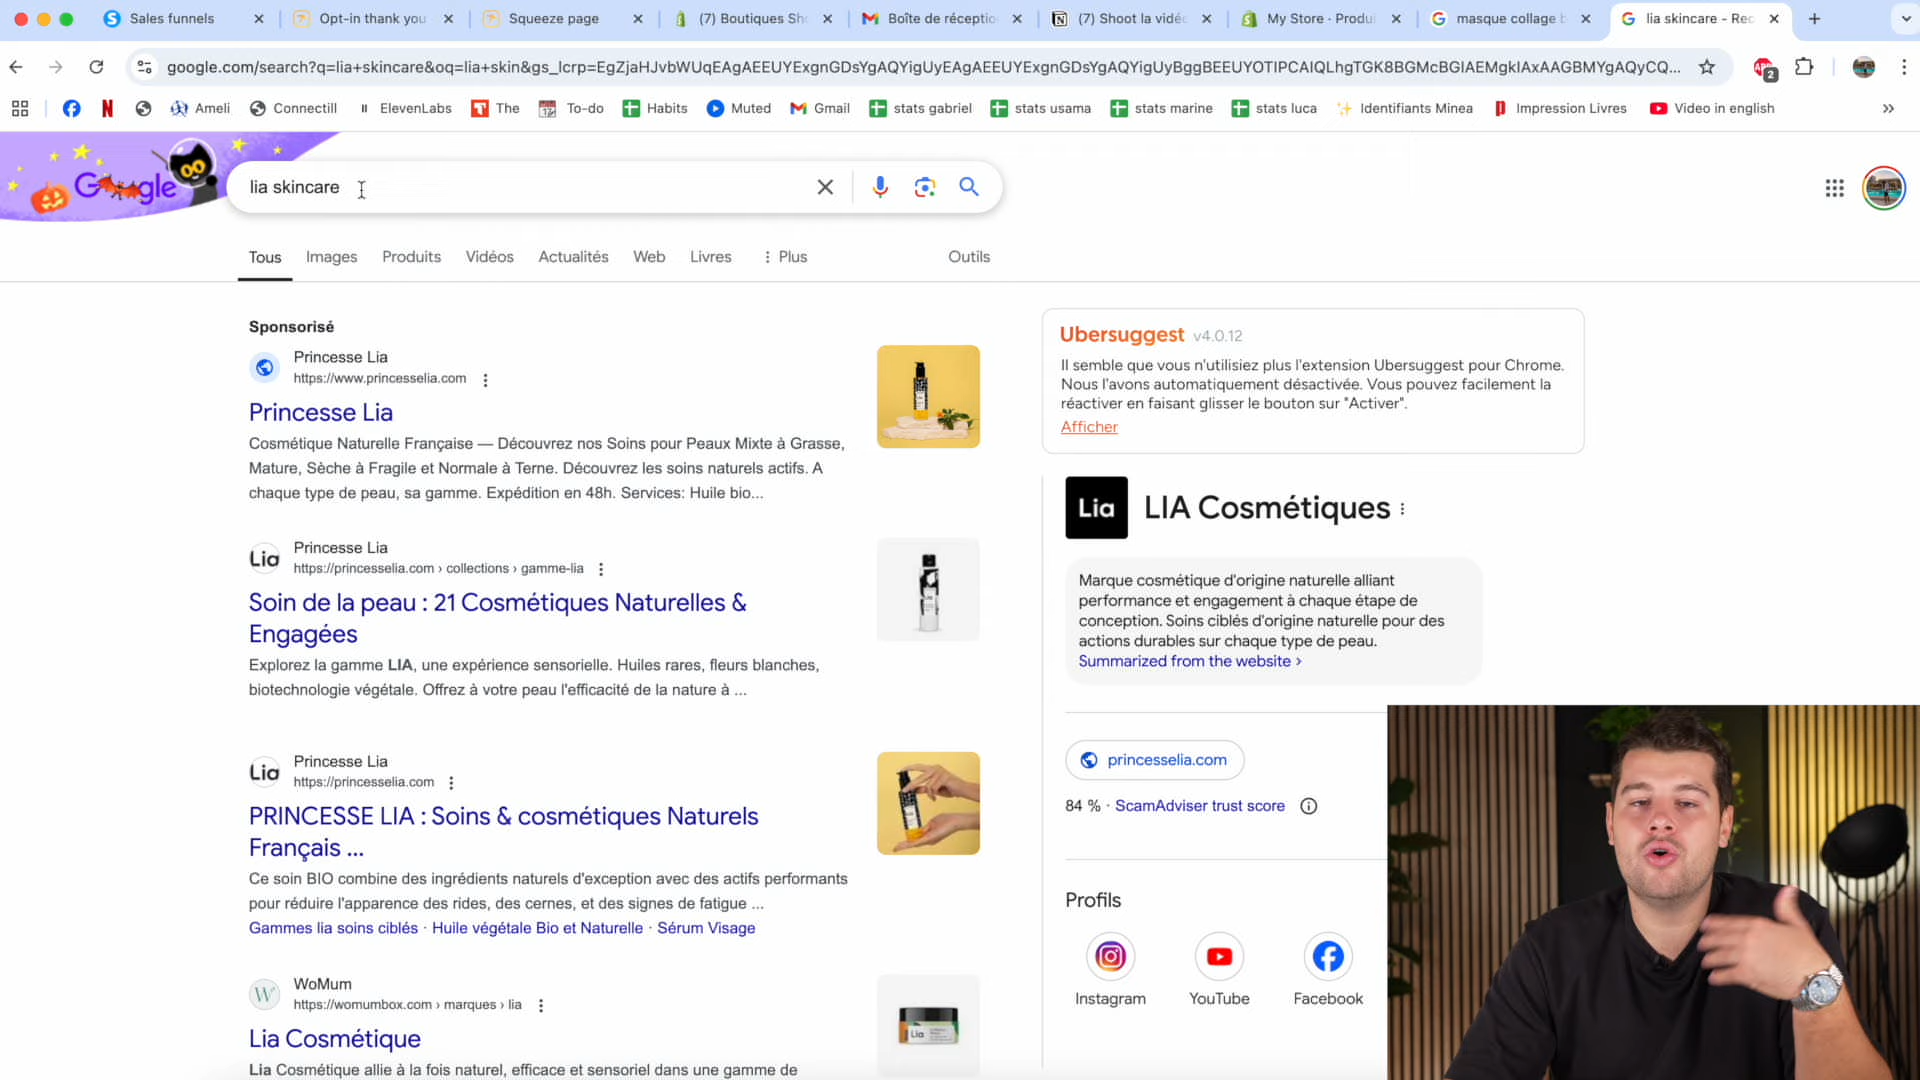 Sales funnels
Opt-in thank you
Squeeze page
(7) Boutiques Sho
Boîte de réceptio
(7) Shoot la vidéo
My Store · Produi
masque collage b
lia skincare - Rec
google.com/search?q=lia+skincare&oq=lia+skin&gs_lcrp=EgZjaHJvbWUqEAgAEEUYExgnGDsYgAQYigUyEAgAEEUYExgnGDsYgAQYigUyBggBEEUYOTIPCAIQLhgTGK8BGMcBGIAEMgkIAxAAGBMYgAQyCQ...
2
Ameli
Connectill
ElevenLabs
The
To-do
Habits
Muted
Gmail
stats gabriel
stats usama
stats marine
stats luca
Identifiants Minea
Impression Livres
Video in english
Google
lia skincare
Tous
Images
Produits
Vidéos
Actualités
Web
Livres
Plus
Outils
Sponsorisé
Princesse Lia
https://www.princesselia.com
Princesse Lia
Cosmétique Naturelle Française — Découvrez nos Soins pour Peaux Mixte à Grasse,
Mature, Sèche à Fragile et Normale à Terne. Découvrez les soins naturels actifs. A
chaque type de peau, sa gamme. Expédition en 48h. Services: Huile bio...
Lia
Princesse Lia
https://princesselia.com › collections › gamme-lia
Soin de la peau : 21 Cosmétiques Naturelles &
Engagées
Explorez la gamme LIA, une expérience sensorielle. Huiles rares, fleurs blanches,
biotechnologie végétale. Offrez à votre peau l'efficacité de la nature à ...
Lia
Princesse Lia
https://princesselia.com
PRINCESSE LIA : Soins & cosmétiques Naturels
Français ...
Ce soin BIO combine des ingrédients naturels d'exception avec des actifs performants
pour réduire l'apparence des rides, des cernes, et des signes de fatigue ...
Gammes lia soins ciblés · Huile végétale Bio et Naturelle · Sérum Visage
W
WoMum
https://womumbox.com › marques › lia
Lia Cosmétique
Lia Cosmétique allie à la fois naturel, efficace et sensoriel dans une gamme de
Lia
Ubersuggest v4.0.12
Il semble que vous n'utilisiez plus l'extension Ubersuggest pour Chrome.
Nous l'avons automatiquement désactivée. Vous pouvez facilement la
réactiver en faisant glisser le bouton sur "Activer".
Afficher
Lia
LIA Cosmétiques
Marque cosmétique d'origine naturelle alliant
performance et engagement à chaque étape de
conception. Soins ciblés d'origine naturelle pour des
actions durables sur chaque type de peau.
Summarized from the website ›
princesselia.com
84 % · ScamAdviser trust score
Profils
Instagram
YouTube
Facebook